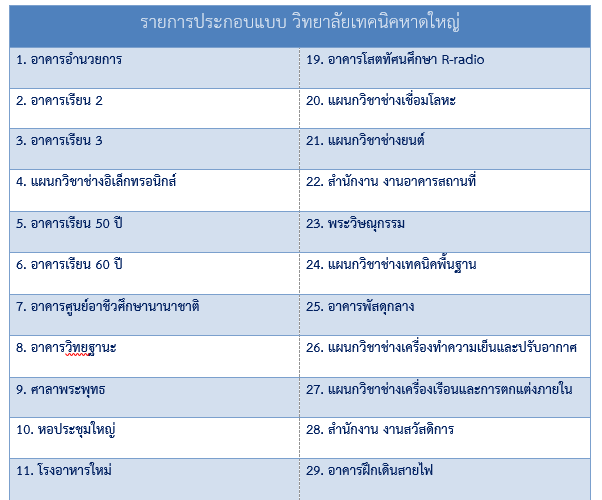 รายการประกอบแบบ วิทยาลัยเทคนิคหาดใหญ่
1. อาคารอำนวยการ
19. อาคารโสตทัศนศึกษา R-radio
2. อาคารเรียน 2
20. แผนกวิชาช่างเชื่อมโลหะ
3. อาคารเรียน 3
21. แผนกวิชาช่างยนต์
4. แผนกวิชาช่างอิเล็กทรอนิกส์
22. สำนักงาน งานอาคารสถานที่
5. อาคารเรียน 50 ปี
23. พระวิษณุกรรม
6. อาคารเรียน 60 ปี
24. แผนกวิชาช่างเทคนิคพื้นฐาน
7. อาคารศูนย์อาชีวศึกษานานาชาติ
25. อาคารพัสดุกลาง
8. อาคารวิทยฐานะ
26. แผนกวิชาช่างเครื่องทำความเย็นและปรับอากาศ
9. ศาลาพระพุทธ
27. แผนกวิชาช่างเครื่องเรือนและการตกแต่งภายใน
10. หอประชุมใหญ่
28. สำนักงาน งานสวัสดิการ
11. โรงอาหารใหม่
29. อาคารฝึกเดินสายไฟ